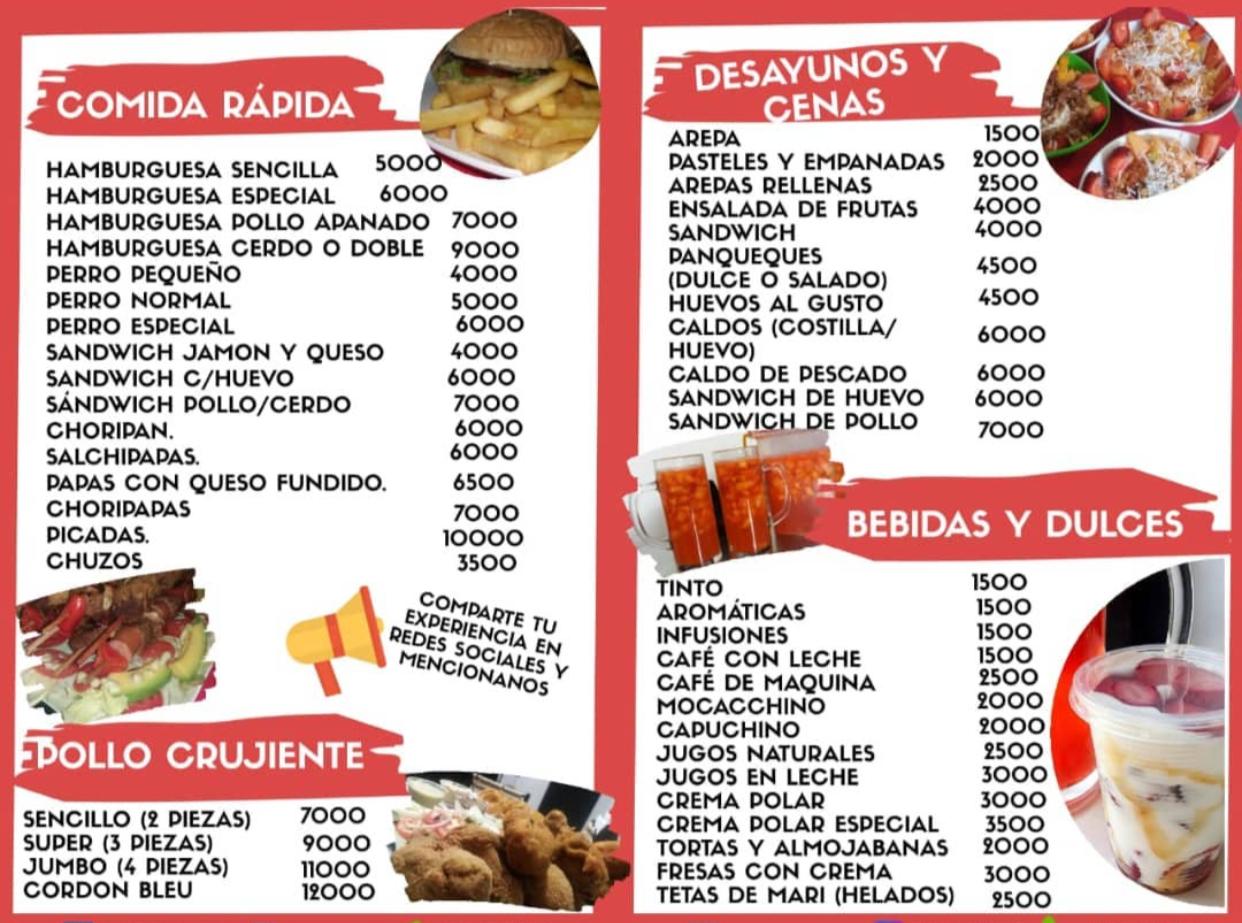 COMIDA RÁPIDA
HAMBURGUESA SENCILLA 5000
HAMBURGUESA ESPECIAL 6000
HAMBURGUESA POLLO APANADO 7000
HAMBURGUESA CERDO O DOBLE 9000
PERRO PEQUEÑO 4000
PERRO NORMAL 5000
PERRO ESPECIAL 6000
SANDWICH JAMON Y QUESO 4000
SANDWICH C/HUEVO 6000
SÁNDWICH POLLO/CERDO 7000
CHORIPAN. 6000
SALCHIPAPAS. 6000
PAPAS CON QUESO FUNDIDO. 6500
CHORIPAPAS 7000
PICADAS. 10000
CHUZOS 3500
COMPARTE TU
EXPERIENCIA EN
REDES SOCIALES Y
MENCIONANOS
POLLO CRUJIENTE
SENCILLO (2 PIEZAS) 7000
SUPER (3 PIEZAS) 9000
JUMBO (4 PIEZAS) 11000
CORDON BLEU 12000
DESAYUNOS Y
CENAS
AREPA 1500
PASTELES Y EMPANADAS 2000
AREPAS RELLENAS 2500
ENSALADA DE FRUTAS 4000
SANDWICH 4000
PANQUEQUES
(DULCE O SALADO) 4500
HUEVOS AL GUSTO 4500
CALDOS (COSTILLA/
HUEVO) 6000
CALDO DE PESCADO 6000
SANDWICH DE HUEVO 6000
SANDWICH DE POLLO 7000
BEBIDAS Y DULCES
TINTO 1500
AROMÁTICAS 1500
INFUSIONES 1500
CAFÉ CON LECHE 1500
CAFÉ DE MAQUINA 2500
MOCACCHINO 2000
CAPUCHINO 2000
JUGOS NATURALES 2500
JUGOS EN LECHE 3000
CREMA POLAR 3000
CREMA POLAR ESPECIAL 3500
TORTAS Y ALMOJABANAS 2000
FRESAS CON CREMA 3000
TETAS DE MARI (HELADOS) 2500